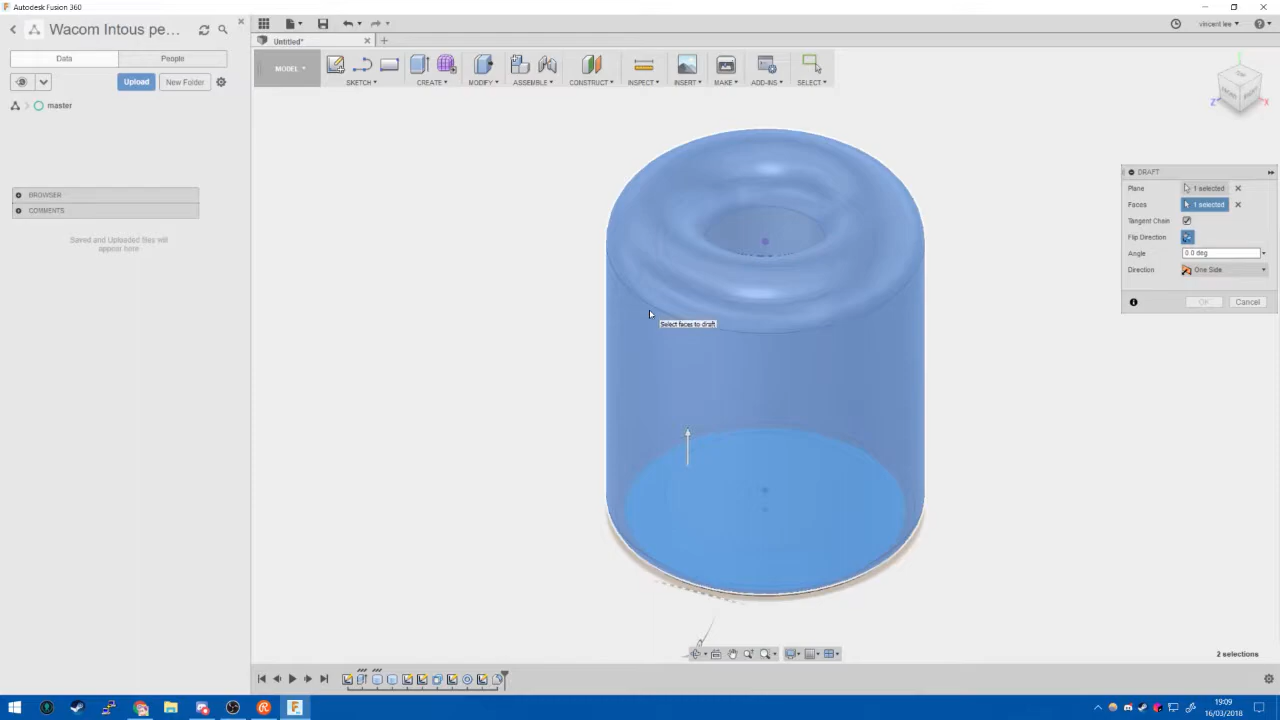 Autodesk Fusion 360
Wacom Intous pe...
vincent lee
Untitled*
Data
People
MODEL
SKETCH
CREATE
MODIFY
ASSEMBLE
CONSTRUCT
INSPECT
INSERT
MAKE
ADD-INS
SELECT
Upload
New Folder
master
BROWSER
COMMENTS
Saved and Uploaded files will
appear here
Z
X
DRAFT
Plane
1 selected
Faces
1 selected
Tangent Chain
Flip Direction
Angle
0.0 deg
Direction
One Side
OK
Cancel
Select faces to draft
2 selections
19:09
16/03/2018